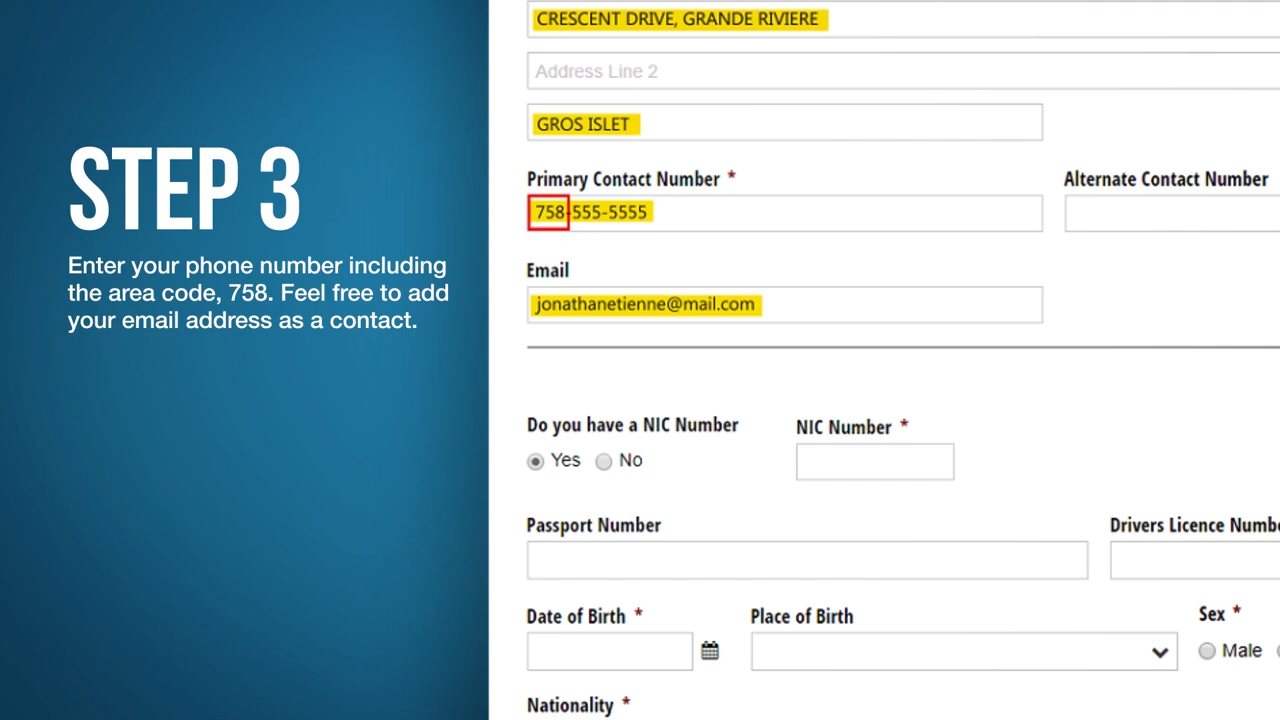 STEP 3
Enter your phone number including
the area code, 758. Feel free to add
your email address as a contact.
CRESCENT DRIVE, GRANDE RIVIERE
Address Line 2
GROS ISLET
Primary Contact Number *
Alternate Contact Number
758-555-5555
Email
jonathanetienne@mail.com
Do you have a NIC Number
NIC Number *
Yes No
Passport Number
Drivers Licence Numbe
Date of Birth *
Place of Birth
Sex *
Male
Nationality *